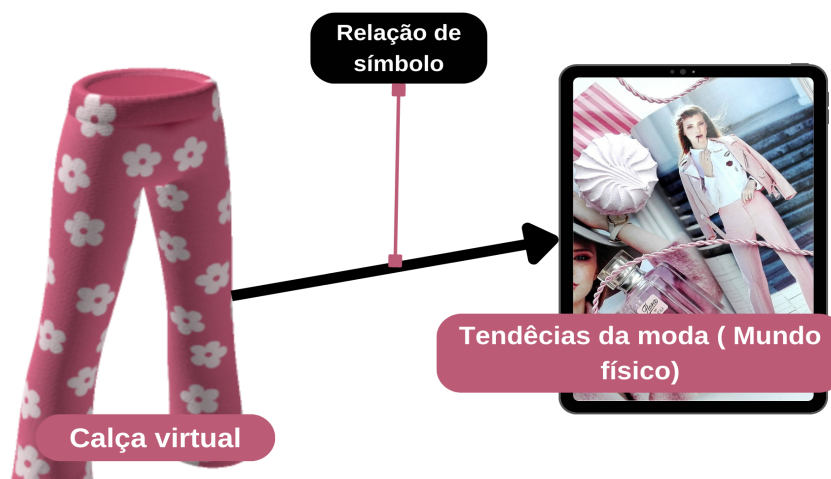 Relação de
símbolo
Tendêcias da moda ( Mundo
físico)
Calça virtual